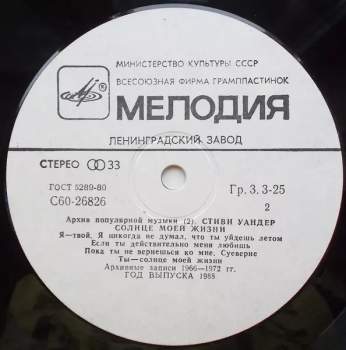 МИНИСТЕРСТВО КУЛЬТУРЫ СССР
ВСЕСОЮЗНАЯ ФИРМА ГРАМПЛАСТИНОК
МЕЛОДИЯ
ЛЕНИНГРАДСКИЙ ЗАВОД
СТЕРЕО 33
ГОСТ 5289-80
Гр. 3. 3-25
С60-26826
2
Архив популярной музыки (2). СТИВИ УАНДЕР
СОЛНЦЕ МОЕЙ ЖИЗНИ
Я—твой, Я никогда не думал, что ты уйдешь летом
Если ты действительно меня любишь
Пока ты не вернешься ко мне, Суеверие
Ты—солнце моей жизни
Архивные записи 1966—1972 гг.
ГОД ВЫПУСКА 1988